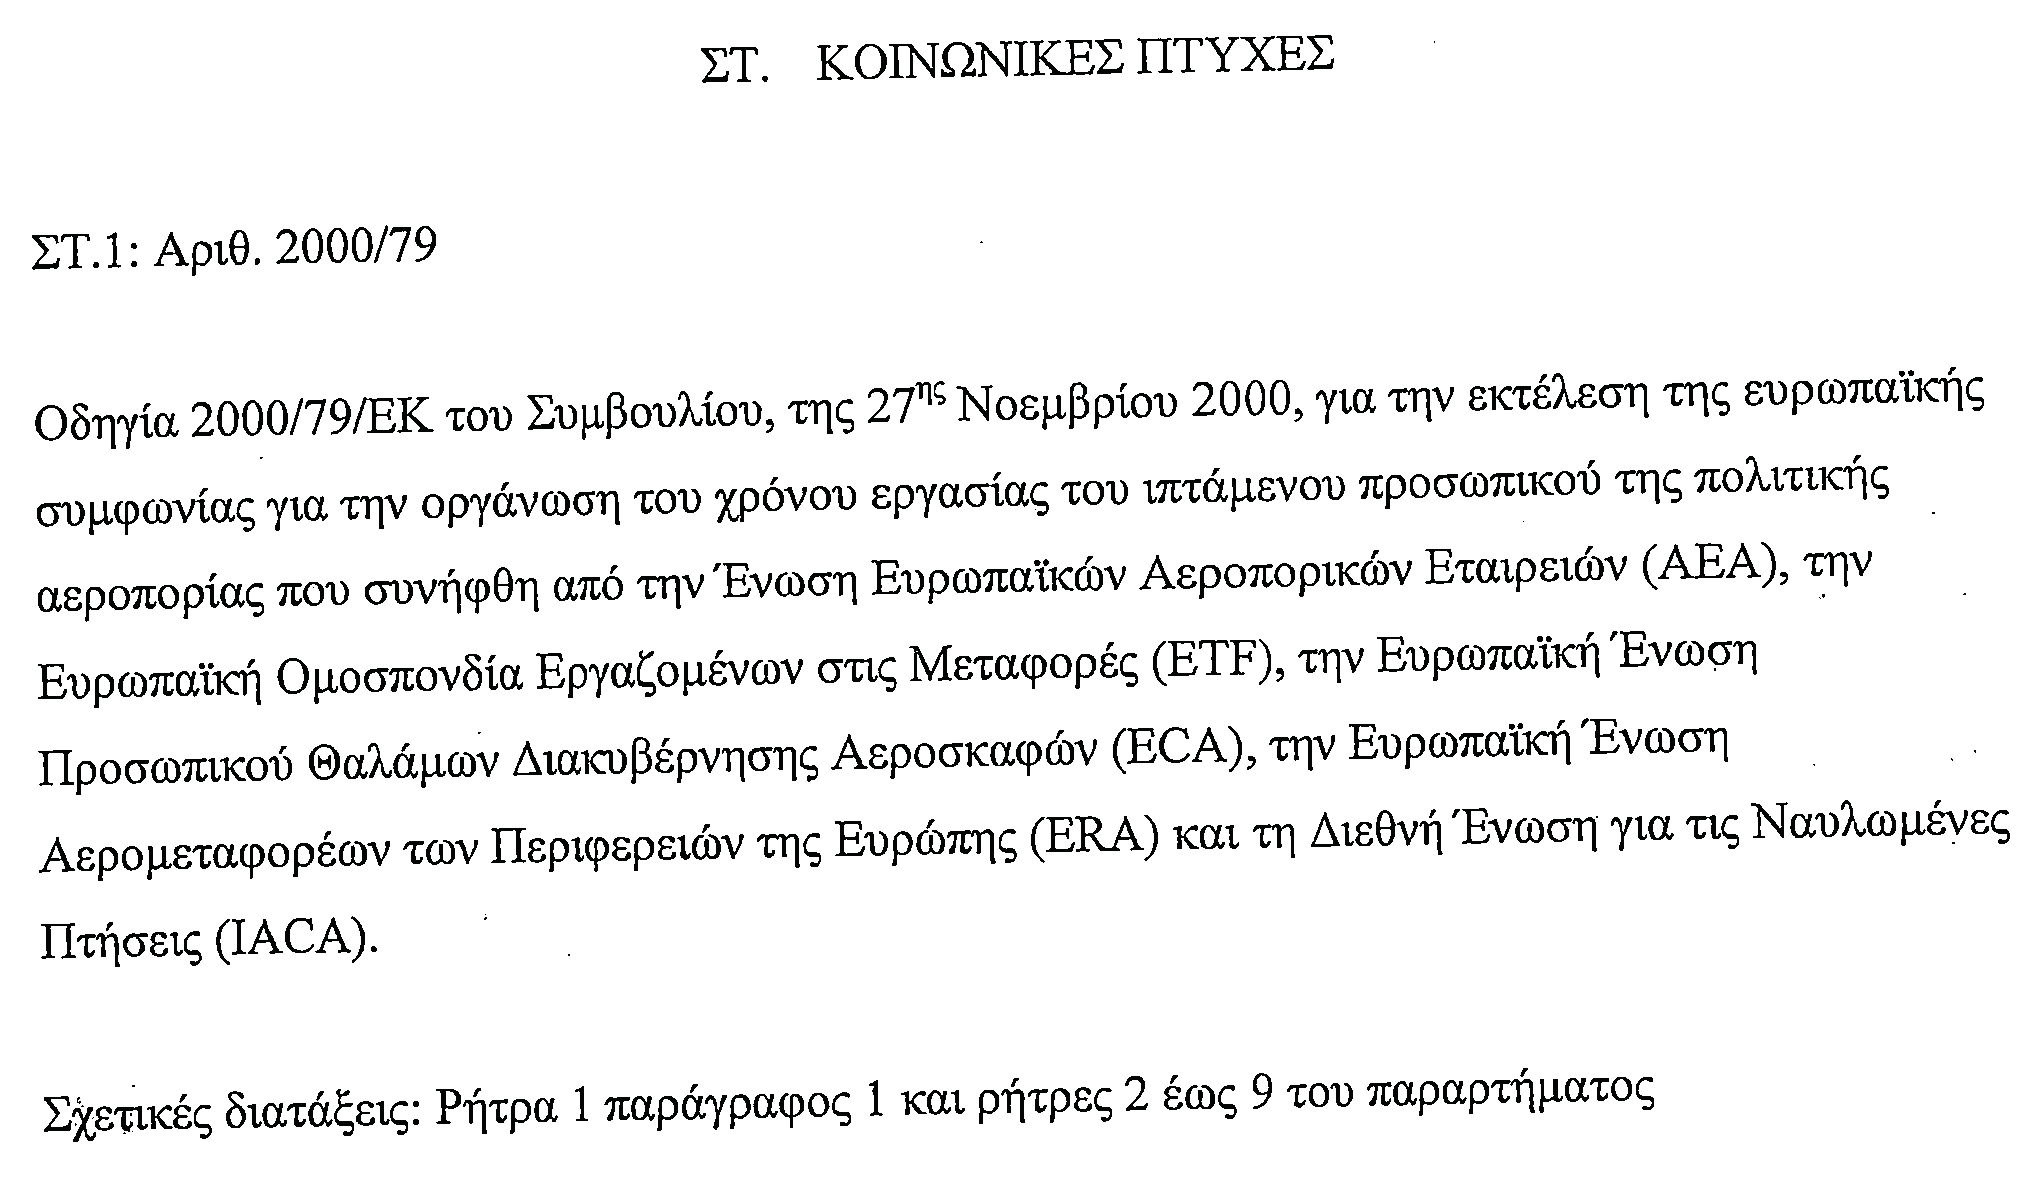 ΣΤ. ΚΟΙΝΩΝΙΚΕΣ ΠΤΥΧΕΣ
ΣΤ.1: Αριθ. 2000/79
Οδηγία 2000/79/ΕΚ του Συμβουλίου, της 27ης Νοεμβρίου 2000, για την εκτέλεση της ευρωπαϊκής
συμφωνίας για την οργάνωση του χρόνου εργασίας του ιπτάμενου προσωπικού της πολιτικής
αεροπορίας που συνήφθη από την Ένωση Ευρωπαϊκών Αεροπορικών Εταιρειών (AEA), την
Ευρωπαϊκή Ομοσπονδία Εργαζομένων στις Μεταφορές (ETF), την Ευρωπαϊκή Ένωση
Προσωπικού Θαλάμων Διακυβέρνησης Αεροσκαφών (ECA), την Ευρωπαϊκή Ένωση
Αερομεταφορέων των Περιφερειών της Ευρώπης (ERA) και τη Διεθνή Ένωση για τις Ναυλωμένες
Πτήσεις (IACA).
Σχετικές διατάξεις: Ρήτρα 1 παράγραφος 1 και ρήτρες 2 έως 9 του παραρτήματος